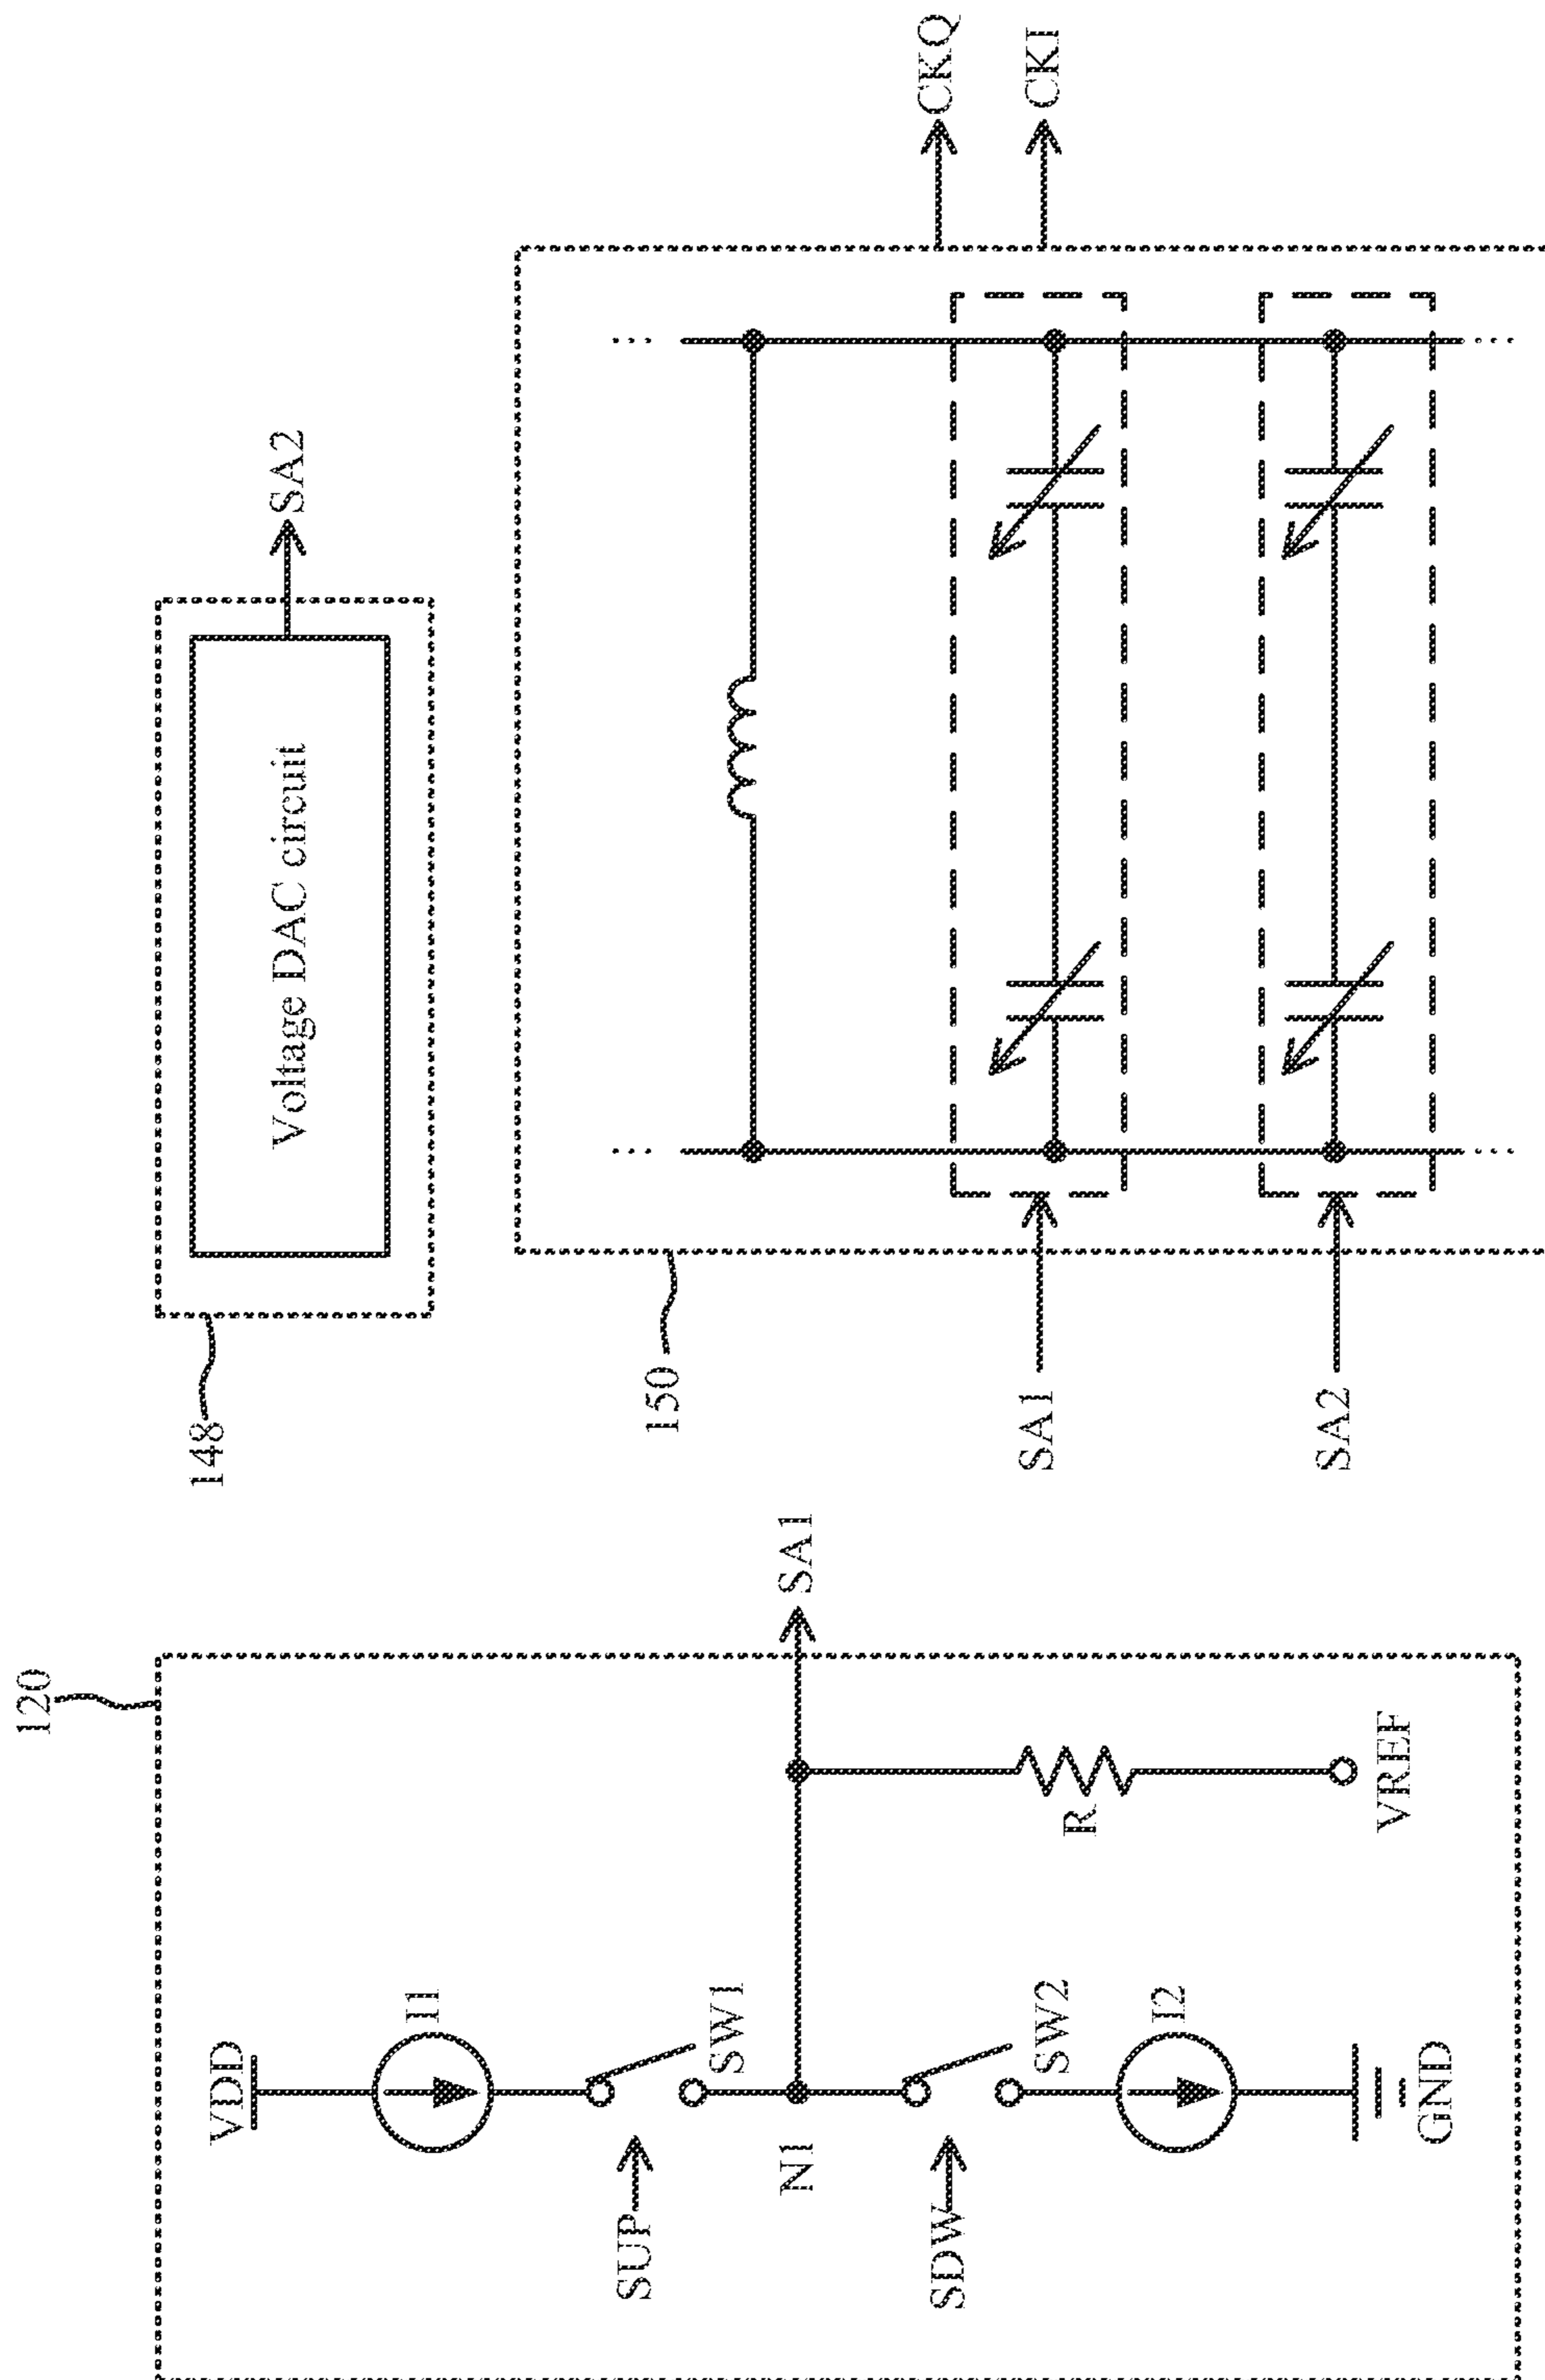 120
VDD
I1
SUP
SW1
N1
SA1
SDW
SW2
R
I2
VREF
GND
148
Voltage DAC circuit
SA2
150
SA1
SA2
CKQ
CKI